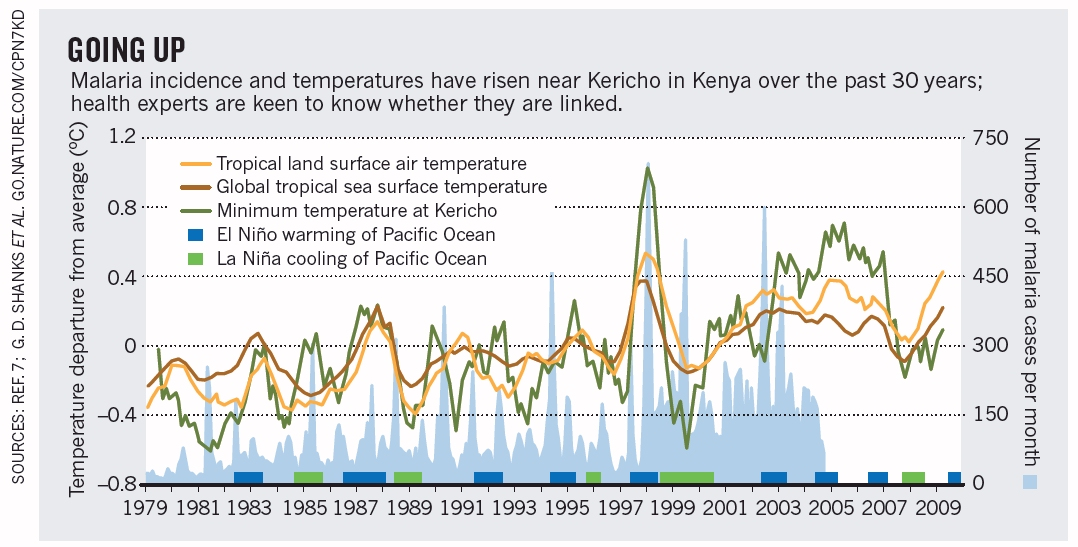 GOING UP
Malaria incidence and temperatures have risen near Kericho in Kenya over the past 30 years;
health experts are keen to know whether they are linked.
SOURCES: REF. 7; G. D. SHANKS ET AL. GO.NATURE.COM/CPN7KD
Temperature departure from average (ºC)
1.2
0.8
0.4
0
–0.4
–0.8
Tropical land surface air temperature
Global tropical sea surface temperature
Minimum temperature at Kericho
El Niño warming of Pacific Ocean
La Niña cooling of Pacific Ocean
750
600
450
300
150
0
Number of malaria cases per month
1979 1981 1983 1985 1987 1989 1991 1993 1995 1997 1999 2001 2003 2005 2007 2009